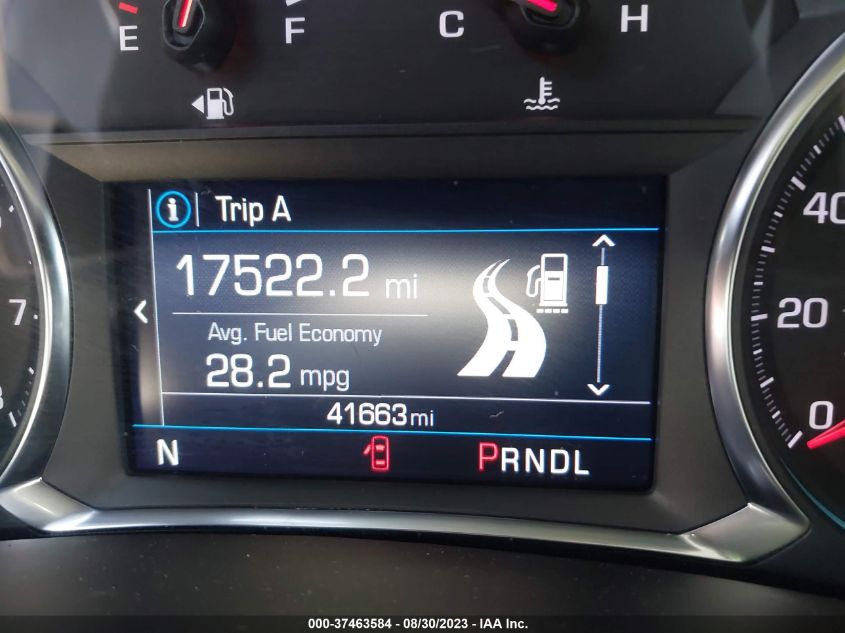 E F C H
Trip A
17522.2 mi
Avg. Fuel Economy
28.2 mpg
41663mi
N PRNDL
7
8
40
20
0
000-37463584 - 08/30/2023 - IAA Inc.